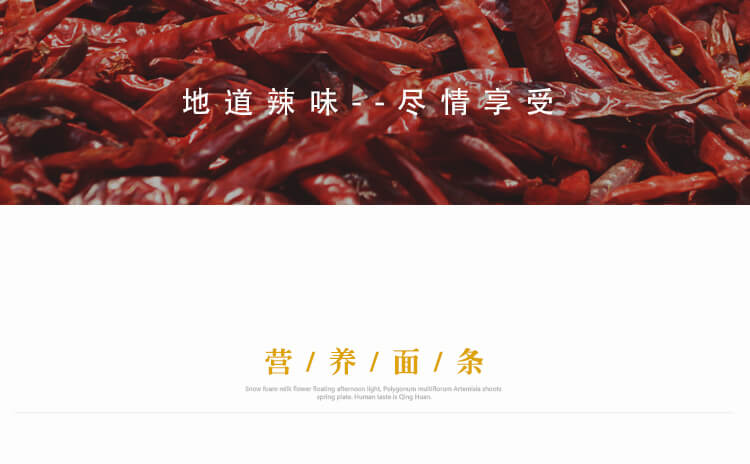 地道辣味--尽情享受
营/养/面/条
Snow foam milk flower floating afternoon light, Polygonum multiflorum Artemisia shoots
spring plate. Human taste is Qing Huan.